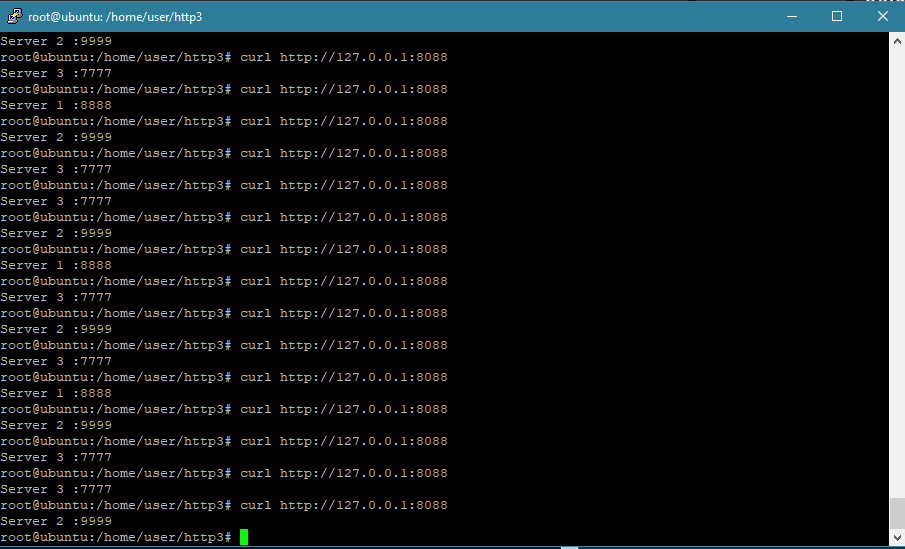 root@ubuntu: /home/user/http3
Server 2 :9999
root@ubuntu:/home/user/http3# curl http://127.0.0.1:8088
Server 3 :7777
root@ubuntu:/home/user/http3# curl http://127.0.0.1:8088
Server 1 :8888
root@ubuntu:/home/user/http3# curl http://127.0.0.1:8088
Server 2 :9999
root@ubuntu:/home/user/http3# curl http://127.0.0.1:8088
Server 3 :7777
root@ubuntu:/home/user/http3# curl http://127.0.0.1:8088
Server 3 :7777
root@ubuntu:/home/user/http3# curl http://127.0.0.1:8088
Server 2 :9999
root@ubuntu:/home/user/http3# curl http://127.0.0.1:8088
Server 1 :8888
root@ubuntu:/home/user/http3# curl http://127.0.0.1:8088
Server 3 :7777
root@ubuntu:/home/user/http3# curl http://127.0.0.1:8088
Server 2 :9999
root@ubuntu:/home/user/http3# curl http://127.0.0.1:8088
Server 3 :7777
root@ubuntu:/home/user/http3# curl http://127.0.0.1:8088
Server 1 :8888
root@ubuntu:/home/user/http3# curl http://127.0.0.1:8088
Server 2 :9999
root@ubuntu:/home/user/http3# curl http://127.0.0.1:8088
Server 3 :7777
root@ubuntu:/home/user/http3# curl http://127.0.0.1:8088
Server 3 :7777
root@ubuntu:/home/user/http3# curl http://127.0.0.1:8088
Server 2 :9999
root@ubuntu:/home/user/http3#